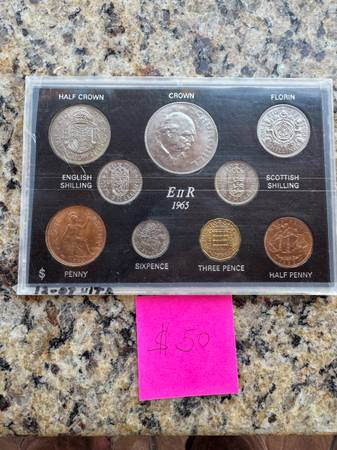 HALF CROWN
CROWN
FLORIN
ENGLISH
SHILLING
SCOTTISH
SHILLING
EIIR
1965
PENNY
SIXPENCE
THREE PENCE
HALF PENNY
$
$50